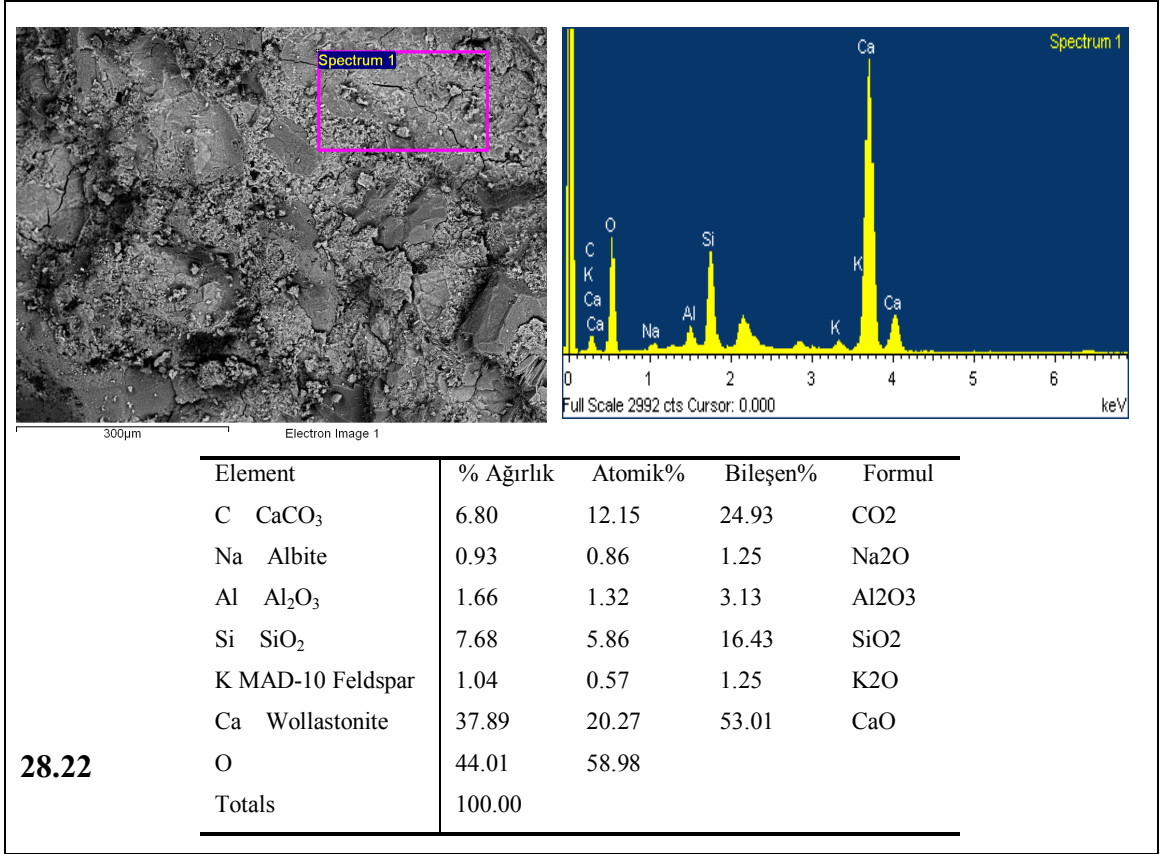 Spectrum 1
300µm Electron Image 1
Spectrum 1
Ca
O
Si
C
K
Ca
Ca
Na
Al
K
K
Ca
0 1 2 3 4 5 6
Full Scale 2992 cts Cursor: 0.000 keV
Element % Ağırlık Atomik% Bileşen% Formul
C CaCO₃ 6.80 12.15 24.93 CO2
Na Albite 0.93 0.86 1.25 Na2O
Al Al₂O₃ 1.66 1.32 3.13 Al2O3
Si SiO₂ 7.68 5.86 16.43 SiO2
K MAD-10 Feldspar 1.04 0.57 1.25 K2O
Ca Wollastonite 37.89 20.27 53.01 CaO
28.22 O 44.01 58.98
Totals 100.00